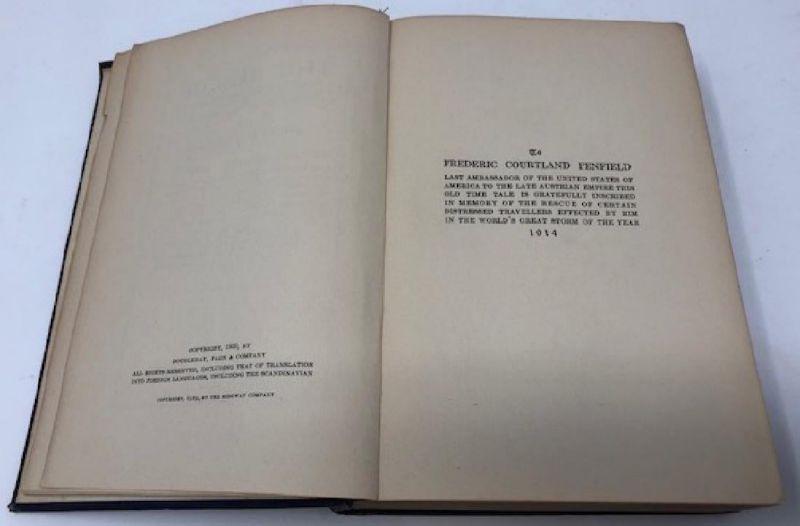 COPYRIGHT, 1920, BY
DOUBLEDAY, PAGE & COMPANY
ALL RIGHTS RESERVED, INCLUDING THAT OF TRANSLATION
INTO FOREIGN LANGUAGES, INCLUDING THE SCANDINAVIAN
COPYRIGHT, 1919, BY THE RIDGWAY COMPANY
To
FREDERIC COURTLAND PENFIELD
LAST AMBASSADOR OF THE UNITED STATES OF
AMERICA TO THE LATE AUSTRIAN EMPIRE THIS
OLD TIME TALE IS GRATEFULLY INSCRIBED
IN MEMORY OF THE RESCUE OF CERTAIN
DISTRESSED TRAVELLERS EFFECTED BY HIM
IN THE WORLD'S GREAT STORM OF THE YEAR
1914